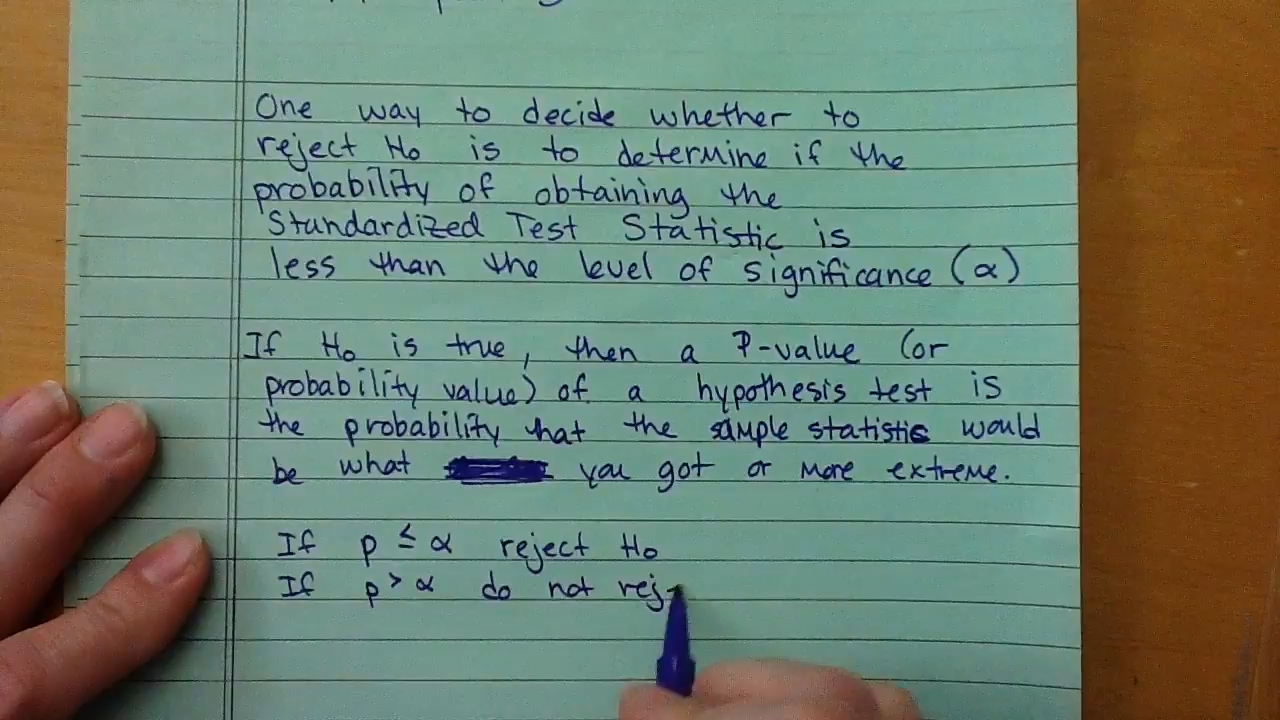 One way to decide whether to
reject H₀ is to determine if the
probability of obtaining the
Standardized Test Statistic is
less than the level of significance (α)
If H₀ is true, then a P-value (or
probability value) of a hypothesis test is
the probability that the sample statistic would
be what you got or more extreme.
If p ≤ α reject H₀
If p > α do not rej